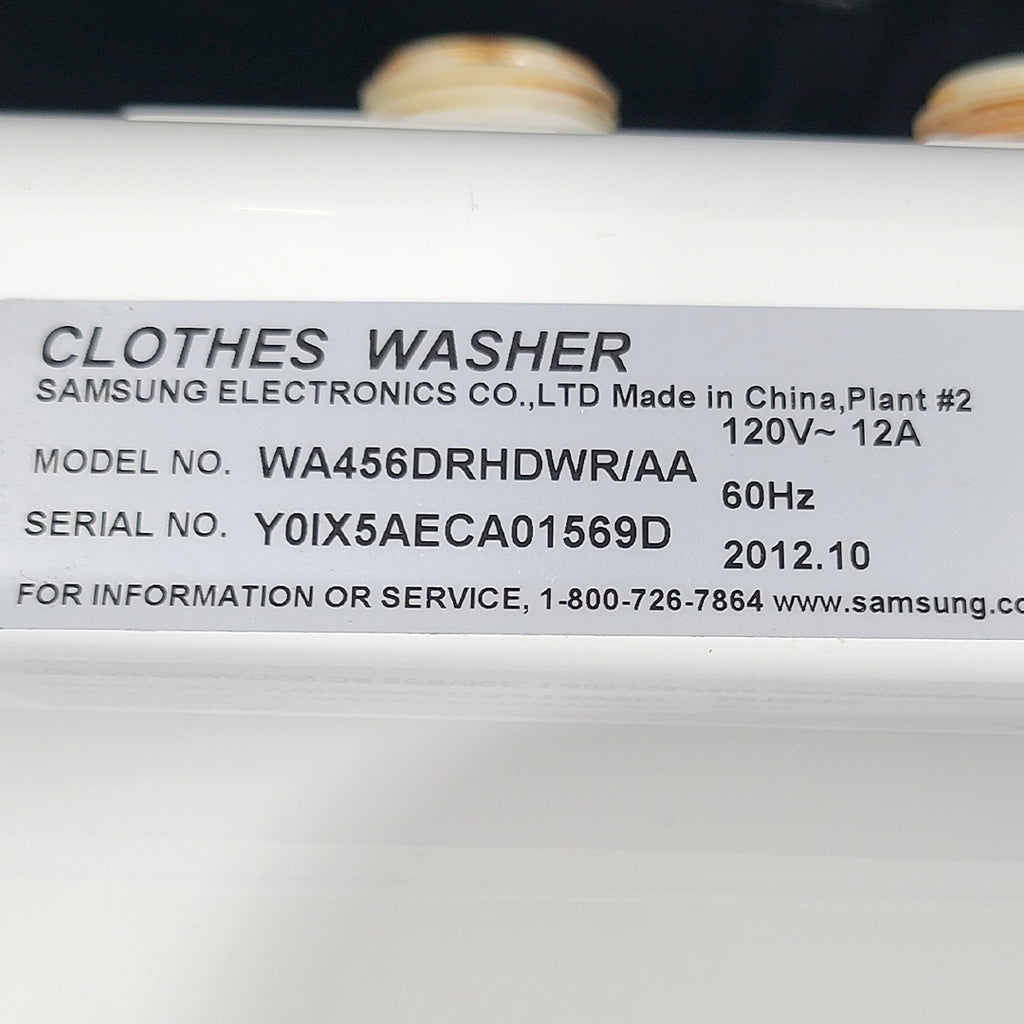 CLOTHES WASHER
SAMSUNG ELECTRONICS CO.,LTD Made in China,Plant #2
120V~ 12A
MODEL NO. WA456DRHDWR/AA
60Hz
SERIAL NO. Y0IX5AECA01569D
2012.10
FOR INFORMATION OR SERVICE, 1-800-726-7864 www.samsung.co